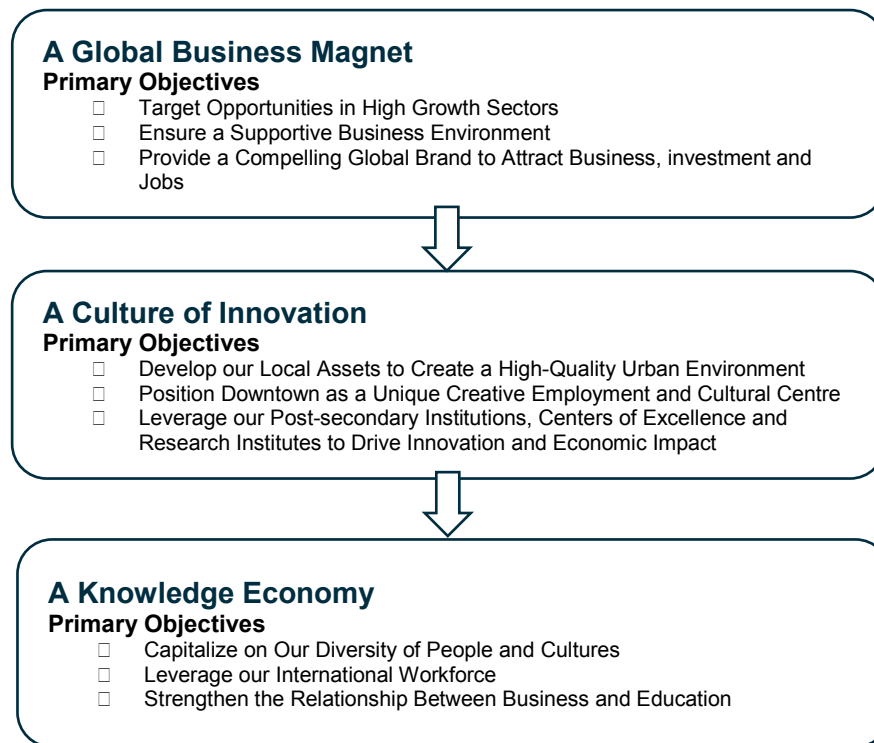 A Global Business Magnet
Primary Objectives
□ Target Opportunities in High Growth Sectors
□ Ensure a Supportive Business Environment
□ Provide a Compelling Global Brand to Attract Business, investment and
Jobs
A Culture of Innovation
Primary Objectives
□ Develop our Local Assets to Create a High-Quality Urban Environment
□ Position Downtown as a Unique Creative Employment and Cultural Centre
□ Leverage our Post-secondary Institutions, Centers of Excellence and
Research Institutes to Drive Innovation and Economic Impact
A Knowledge Economy
Primary Objectives
□ Capitalize on Our Diversity of People and Cultures
□ Leverage our International Workforce
□ Strengthen the Relationship Between Business and Education